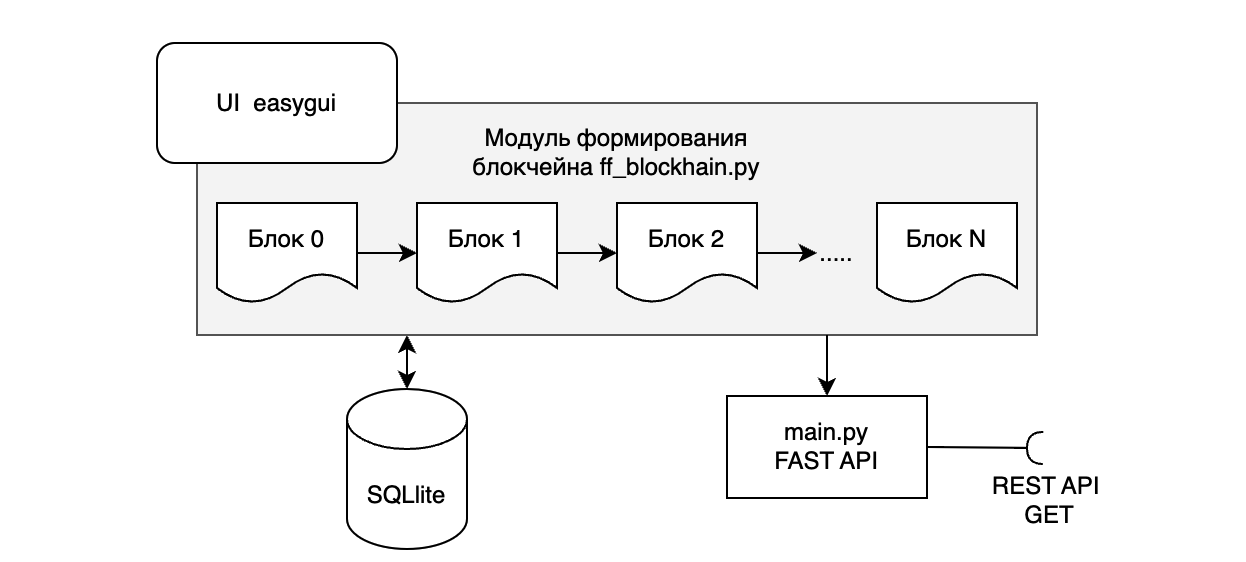 UI easygui
Модуль формирования
блокчейна ff_blockhain.py
Блок 0
Блок 1
Блок 2
.....
Блок N
SQLlite
main.py
FAST API
REST API
GET